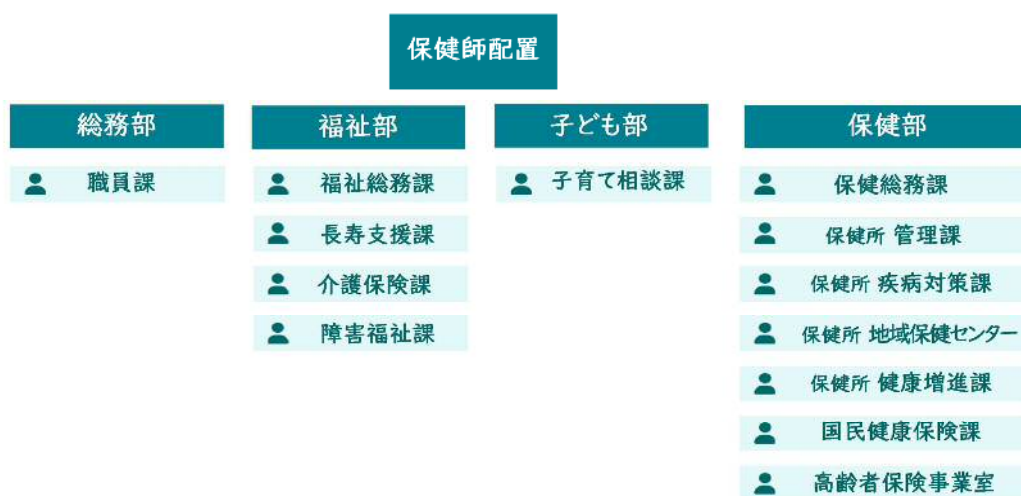 保健師配置
総務部
職員課
福祉部
福祉総務課
長寿支援課
介護保険課
障害福祉課
子ども部
子育て相談課
保健部
保健総務課
保健所 管理課
保健所 疾病対策課
保健所 地域保健センター
保健所 健康増進課
国民健康保険課
高齢者保険事業室